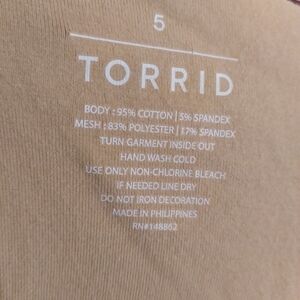 5
TORRID
BODY : 95% COTTON | 5% SPANDEX
MESH : 83% POLYESTER | 17% SPANDEX
TURN GARMENT INSIDE OUT
HAND WASH COLD
USE ONLY NON-CHLORINE BLEACH
IF NEEDED LINE DRY
DO NOT IRON DECORATION
MADE IN PHILIPPINES
RN#148862